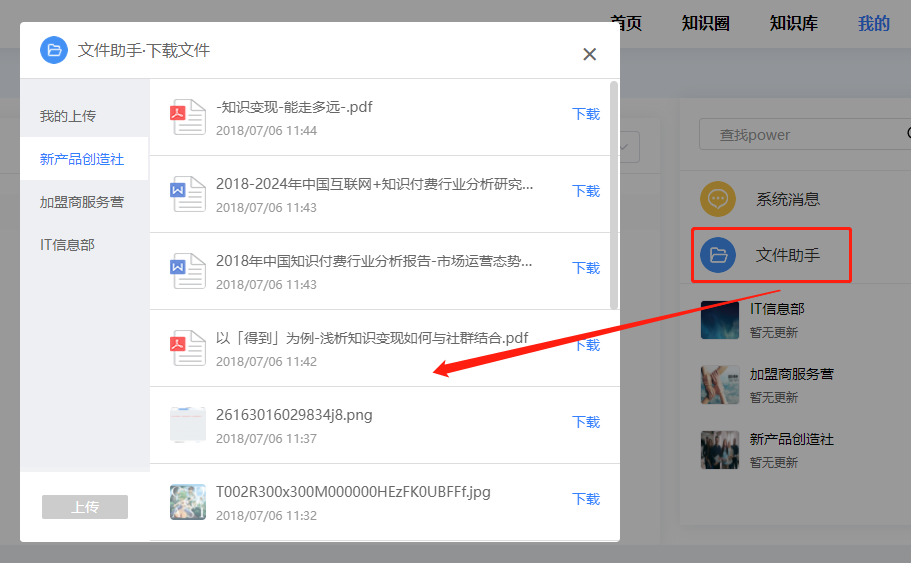 首页 知识圈 知识库 我的
文件助手·下载文件
我的上传
新产品创造社
加盟商服务营
IT信息部
上传
-知识变现-能走多远-.pdf
2018/07/06 11:44
下载
2018-2024年中国互联网+知识付费行业分析研究...
2018/07/06 11:43
下载
2018年中国知识付费行业分析报告-市场运营态势...
2018/07/06 11:43
下载
以「得到」为例-浅析知识变现如何与社群结合.pdf
2018/07/06 11:42
下载
26163016029834j8.png
2018/07/06 11:37
下载
T002R300x300M000000HEzFK0UBFFf.jpg
2018/07/06 11:32
下载
查找power
系统消息
文件助手
IT信息部
暂无更新
加盟商服务营
暂无更新
新产品创造社
暂无更新